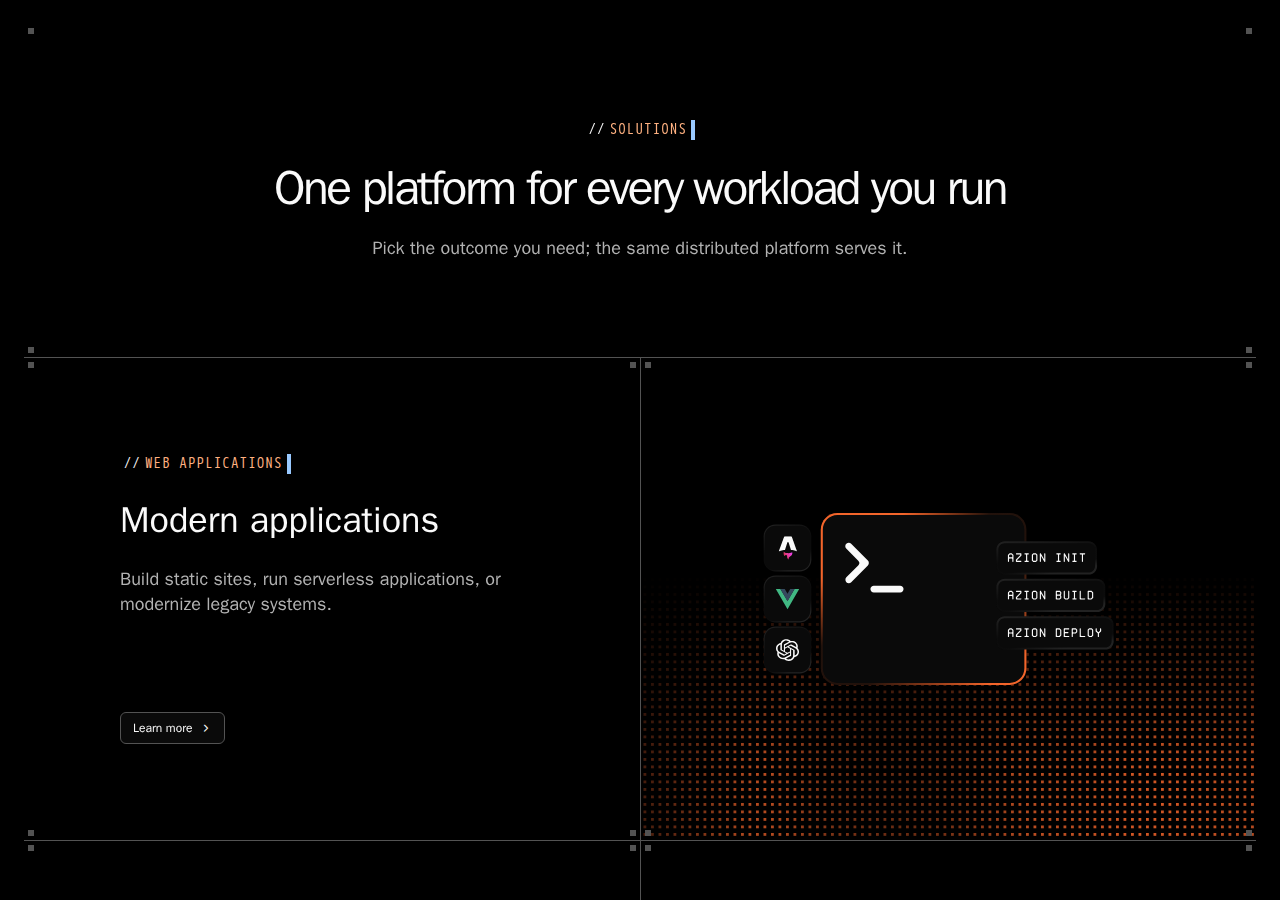 // SOLUTIONS
One platform for every workload you run
Pick the outcome you need; the same distributed platform serves it.
// WEB APPLICATIONS
Modern applications
Build static sites, run serverless applications, or
modernize legacy systems.
Learn more
>_
AZION INIT
AZION BUILD
AZION DEPLOY